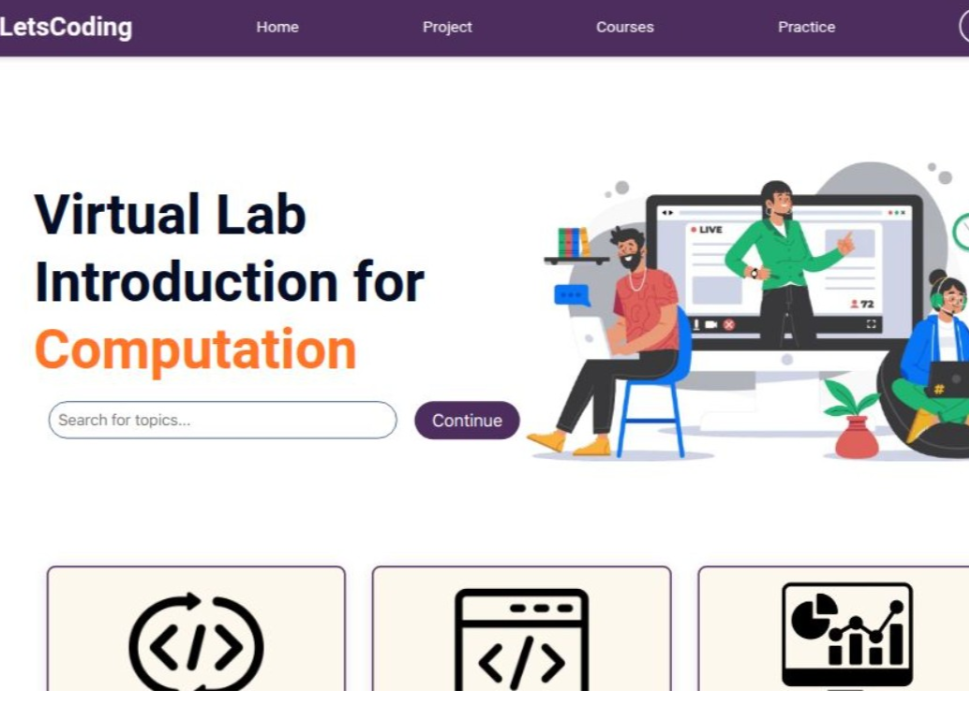 LetsCoding
Home
Project
Courses
Practice
Virtual Lab
Introduction for
Computation
Search for topics...
Continue
LIVE
72
#